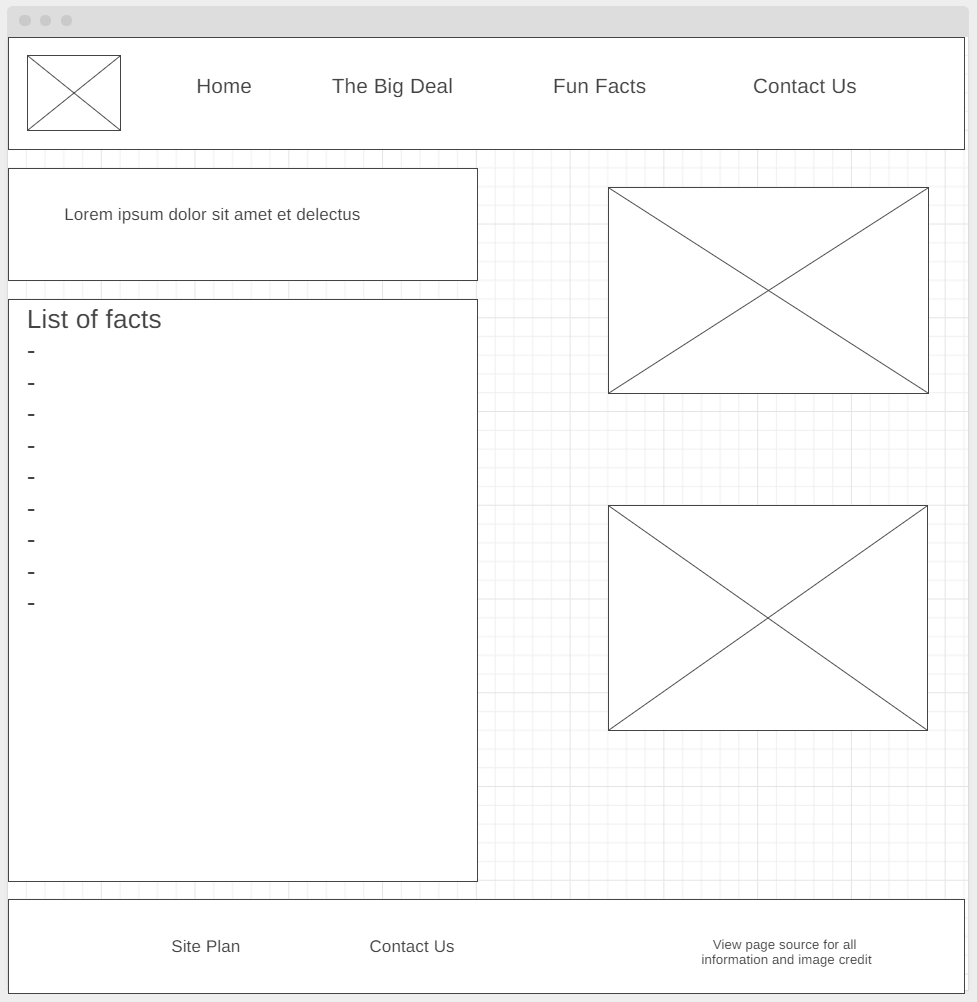 Home
The Big Deal
Fun Facts
Contact Us
Lorem ipsum dolor sit amet et delectus
List of facts
-
-
-
-
-
-
-
-
-
Site Plan
Contact Us
View page source for all
information and image credit